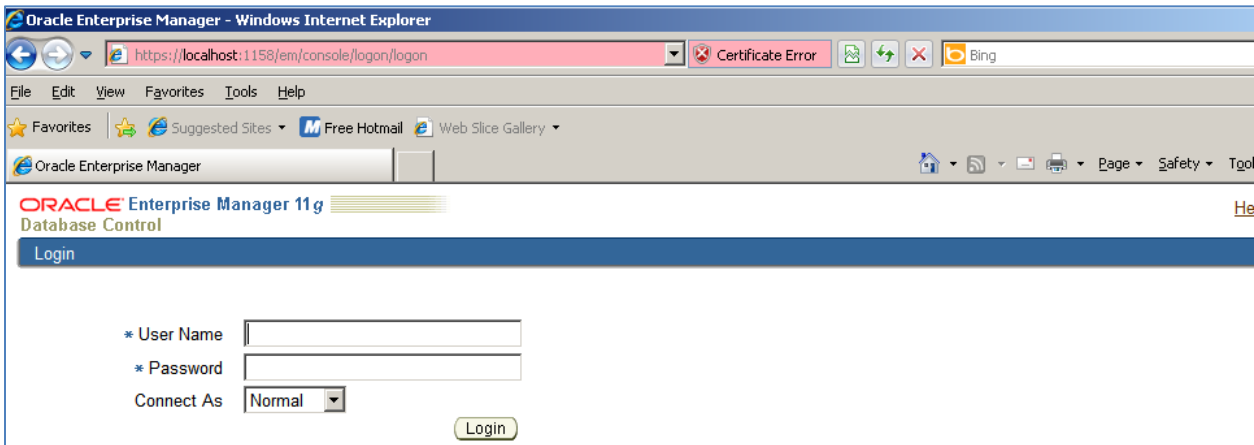 Oracle Enterprise Manager - Windows Internet Explorer
https://localhost:1158/em/console/logon/logon Certificate Error Bing
File Edit View Favorites Tools Help
Favorites Suggested Sites Free Hotmail Web Slice Gallery
Oracle Enterprise Manager Page Safety Tool
ORACLE Enterprise Manager 11g He
Database Control
Login
* User Name
* Password
Connect As Normal
Login